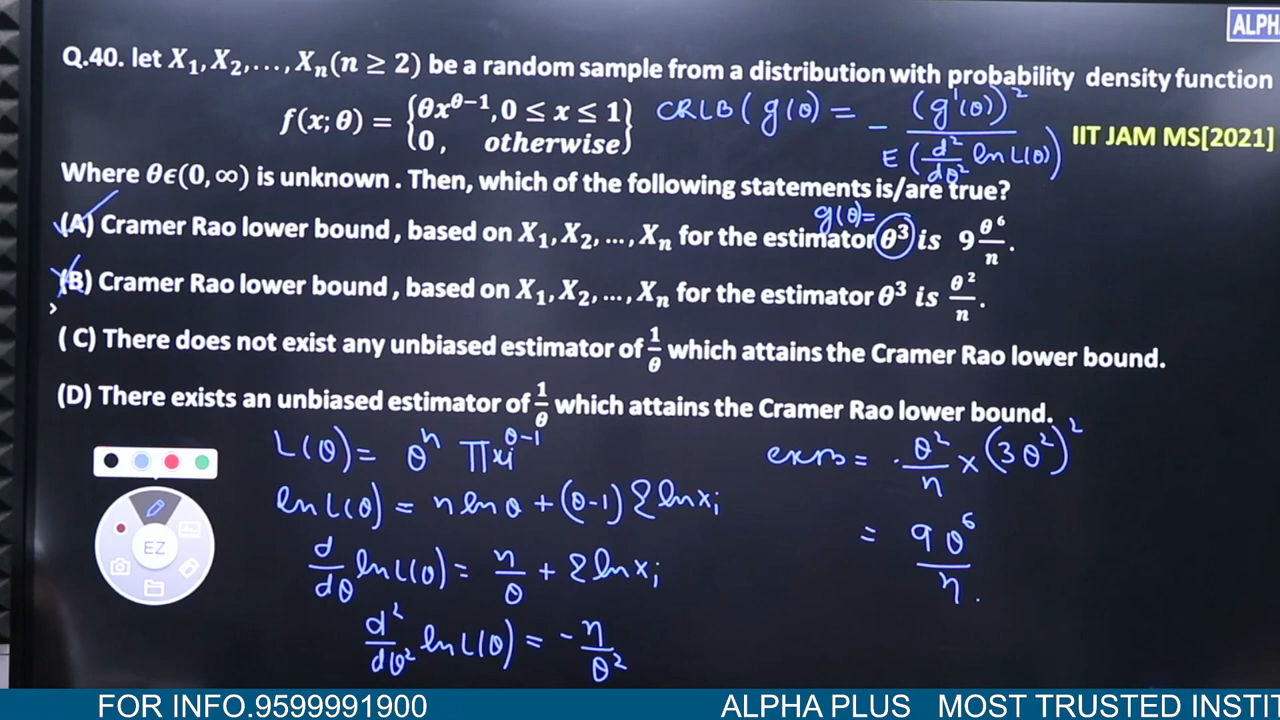 ALPH
Q.40. let X₁, X₂, ..., Xₙ(n ≥ 2) be a random sample from a distribution with probability density function
f(x; θ) = {θx^{θ−1}, 0 ≤ x ≤ 1
0, otherwise}
CRLB(g(θ) = − (g'(θ))² / E(d²/dθ² ln L(θ))
IIT JAM MS[2021]
Where θϵ(0, ∞) is unknown . Then, which of the following statements is/are true?
g(θ)=
(A) Cramer Rao lower bound , based on X₁, X₂, ..., Xₙ for the estimator θ³ is 9 θ⁶/n.
(B) Cramer Rao lower bound , based on X₁, X₂, ..., Xₙ for the estimator θ³ is θ²/n.
( C) There does not exist any unbiased estimator of 1/θ which attains the Cramer Rao lower bound.
(D) There exists an unbiased estimator of 1/θ which attains the Cramer Rao lower bound.
L(θ) = θⁿ πxᵢ^{θ-1}
ln L(θ) = n ln θ + (θ-1) Σ ln xᵢ
d/dθ ln L(θ) = n/θ + Σ ln xᵢ
d²/dθ² ln L(θ) = - n/θ²
= θ²/n × (3θ²)²
= 9θ⁶/n.
EZ
FOR INFO.9599991900 ALPHA PLUS MOST TRUSTED INSTIT